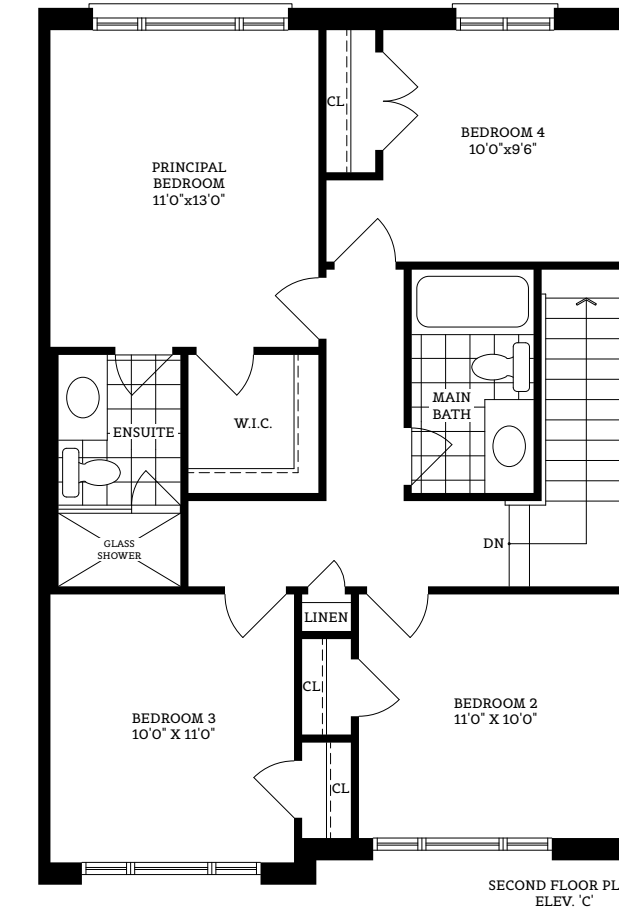 CL
BEDROOM 4
10'0"x9'6"
PRINCIPAL
BEDROOM
11'0"x13'0"
MAIN
BATH
W.I.C.
ENSUITE
GLASS
SHOWER
DN
LINEN
CL
BEDROOM 2
11'0" X 10'0"
BEDROOM 3
10'0" X 11'0"
CL
SECOND FLOOR PL
ELEV. 'C'